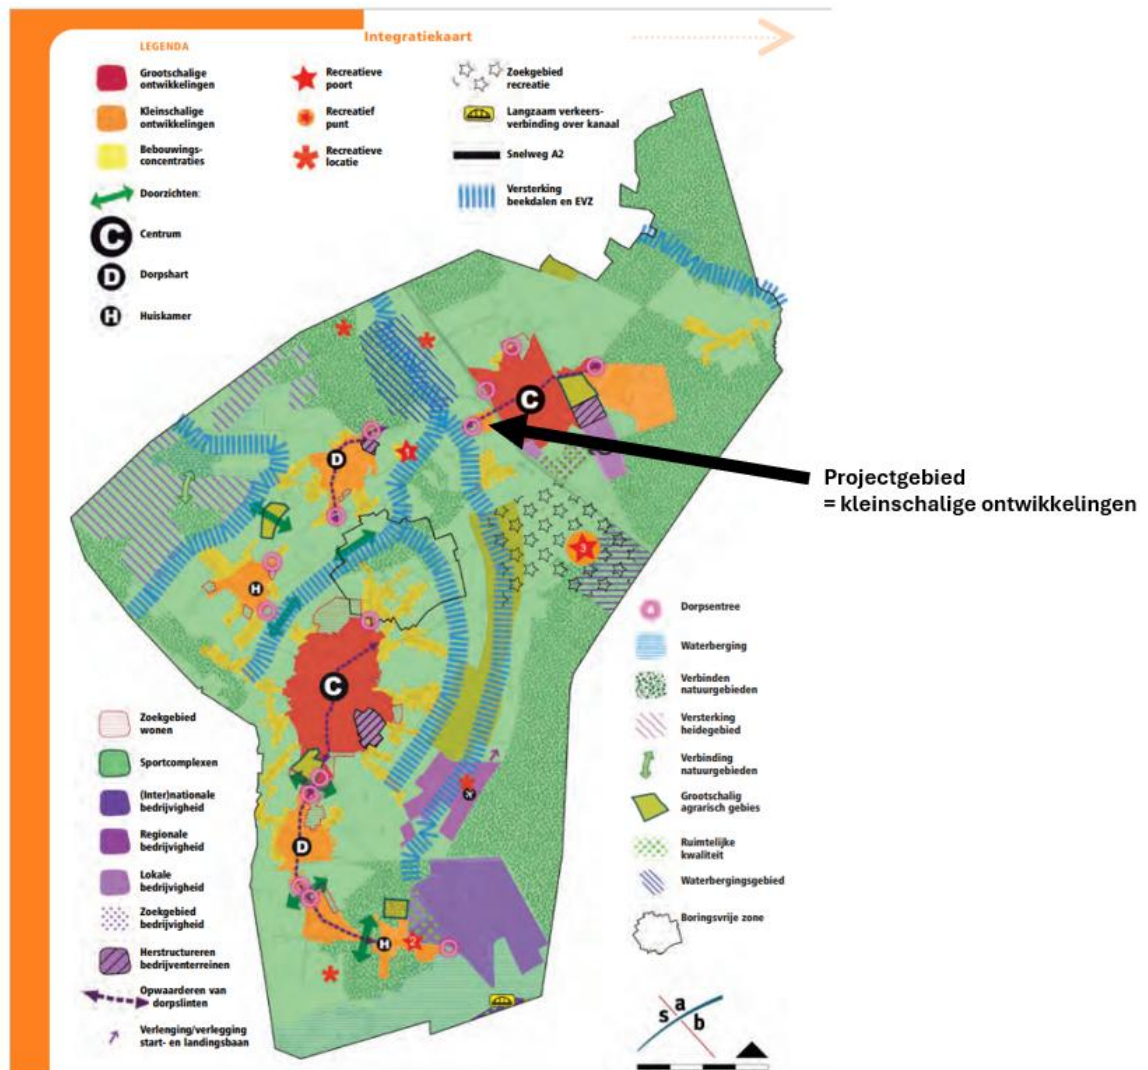 Integratiekaart
LEGENDA
Grootschalige
ontwikkelingen
Kleinschalige
ontwikkelingen
Bebouwings-
concentraties
Doorzichten:
Centrum
Dorpshart
Huiskamer
C
D
H
Recreatieve
poort
Recreatief
punt
Recreatieve
locatie
Zoekgebied
recreatie
Langzaam verkeers-
verbinding over kanaal
Snelweg A2
Versterking
beekdalen en EVZ
C
D
1
3
H
C
D
H
2
Projectgebied
= kleinschalige ontwikkelingen
Zoekgebied
wonen
Sportcomplexen
(Inter)nationale
bedrijvigheid
Regionale
bedrijvigheid
Lokale
bedrijvigheid
Zoekgebied
bedrijvigheid
Herstructureren
bedrijventerreinen
Opwaarderen van
dorpslinten
Verlenging/verlegging
start- en landingsbaan
Dorpsentree
Waterberging
Verbinden
natuurgebieden
Versterking
heidegebied
Verbinding
natuurgebieden
Grootschalig
agrarisch gebies
Ruimtelijke
kwaliteit
Waterbergingsgebied
Boringsvrije zone
s a b